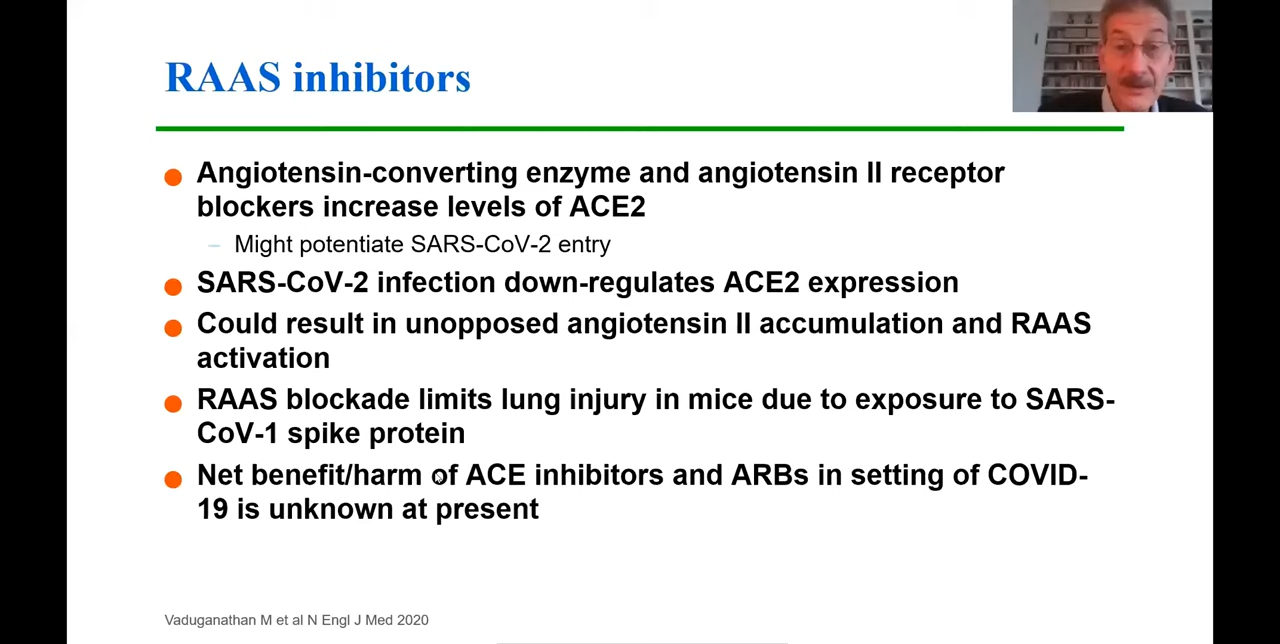 RAAS inhibitors
Angiotensin-converting enzyme and angiotensin II receptor
blockers increase levels of ACE2
– Might potentiate SARS-CoV-2 entry
SARS-CoV-2 infection down-regulates ACE2 expression
Could result in unopposed angiotensin II accumulation and RAAS
activation
RAAS blockade limits lung injury in mice due to exposure to SARS-
CoV-1 spike protein
Net benefit/harm of ACE inhibitors and ARBs in setting of COVID-
19 is unknown at present
Vaduganathan M et al N Engl J Med 2020